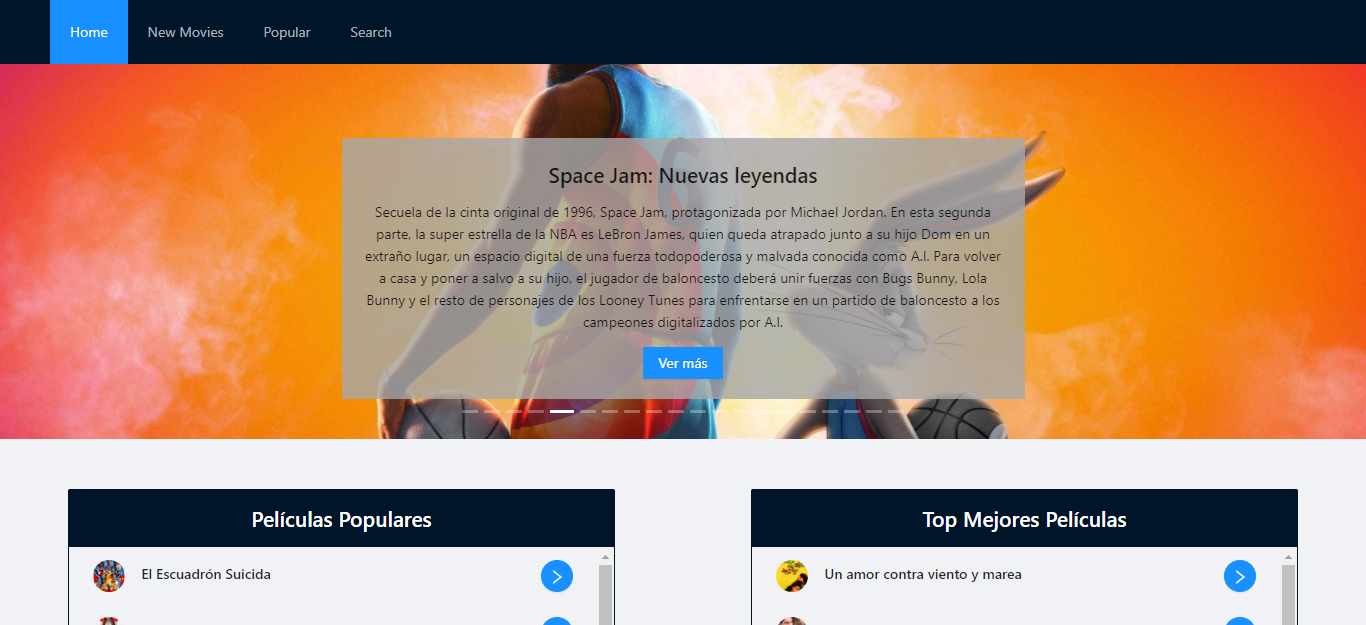 Home
New Movies
Popular
Search
Space Jam: Nuevas leyendas
Secuela de la cinta original de 1996, Space Jam, protagonizada por Michael Jordan. En esta segunda
parte, la super estrella de la NBA es LeBron James, quien queda atrapado junto a su hijo Dom en un
extraño lugar, un espacio digital de una fuerza todopoderosa y malvada conocida como A.I. Para volver
a casa y poner a salvo a su hijo, el jugador de baloncesto deberá unir fuerzas con Bugs Bunny, Lola
Bunny y el resto de personajes de los Looney Tunes para enfrentarse en un partido de baloncesto a los
campeones digitalizados por A.I.
Ver más
Películas Populares
El Escuadrón Suicida
Top Mejores Películas
Un amor contra viento y marea